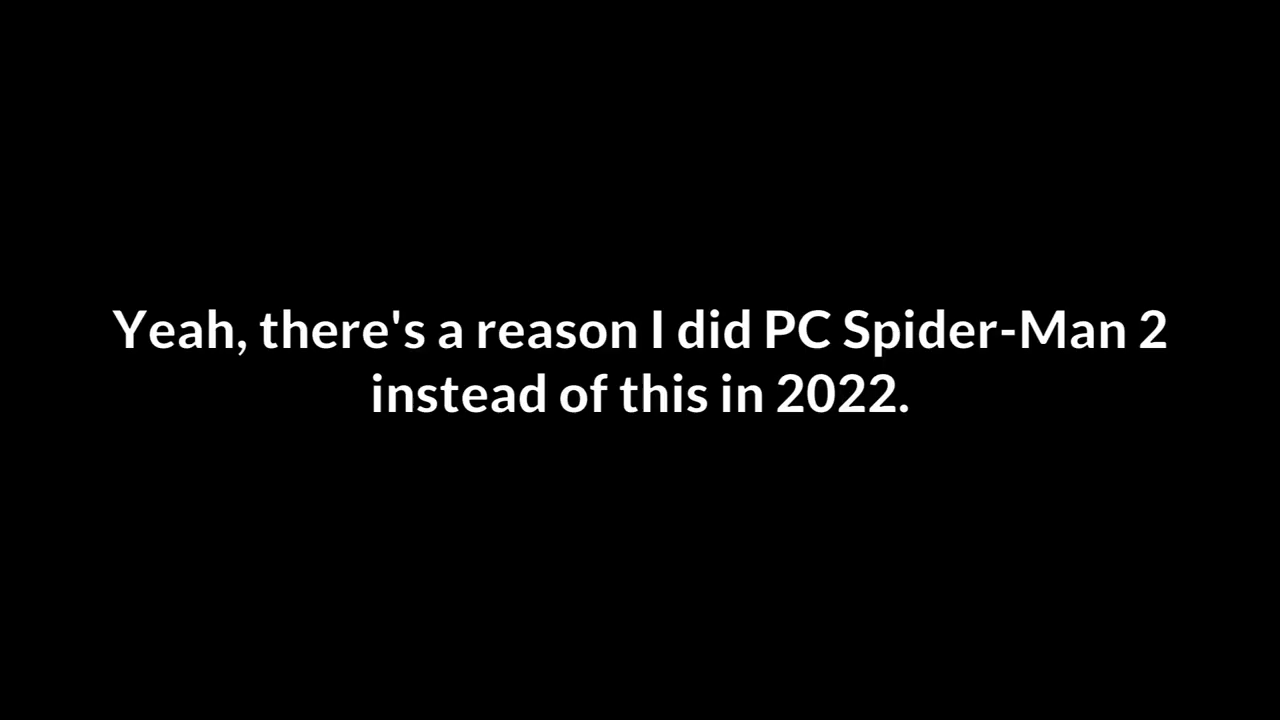 Yeah, there's a reason I did PC Spider-Man 2
instead of this in 2022.